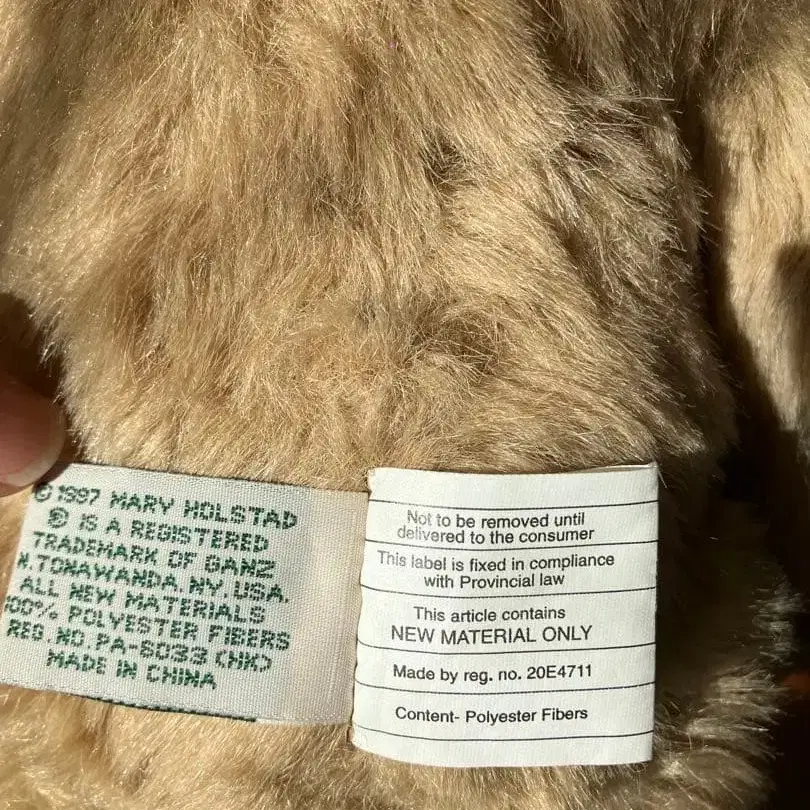 © 1997 MARY HOLSTAD
® IS A REGISTERED
TRADEMARK OF GANZ
N.TONAWANDA, NY, USA.
ALL NEW MATERIALS
100% POLYESTER FIBERS
REG. NO. PA-6033 (HK)
MADE IN CHINA
Not to be removed until
delivered to the consumer
This label is fixed in compliance
with Provincial law
This article contains
NEW MATERIAL ONLY
Made by reg. no. 20E4711
Content- Polyester Fibers